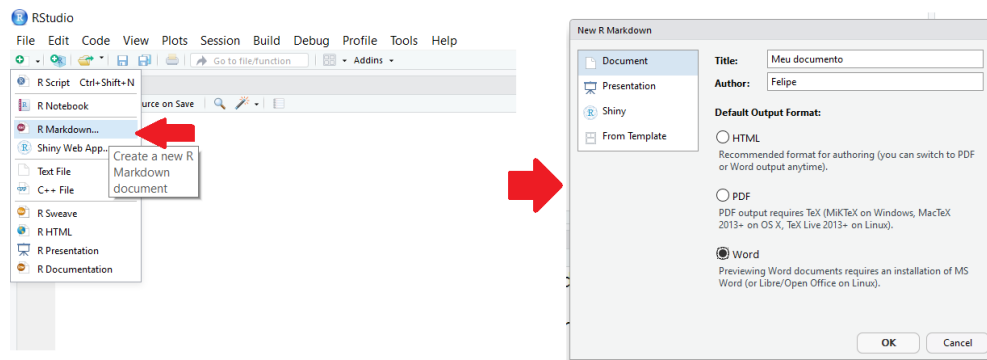 RStudio
File Edit Code View Plots Session Build Debug Profile Tools Help
Go to file/function Addins
R Script Ctrl+Shift+N
R Notebook
urce on Save
R Markdown...
Shiny Web App...
Create a new R
Markdown
document
Text File
C++ File
R Sweave
R HTML
R Presentation
R Documentation
New R Markdown
Document
Presentation
Shiny
From Template
Title: Meu documento
Author: Felipe
Default Output Format:
HTML
Recommended format for authoring (you can switch to PDF
or Word output anytime).
PDF
PDF output requires TeX (MiKTeX on Windows, MacTeX
2013+ on OS X, TeX Live 2013+ on Linux).
Word
Previewing Word documents requires an installation of MS
Word (or Libre/Open Office on Linux).
OK Cancel